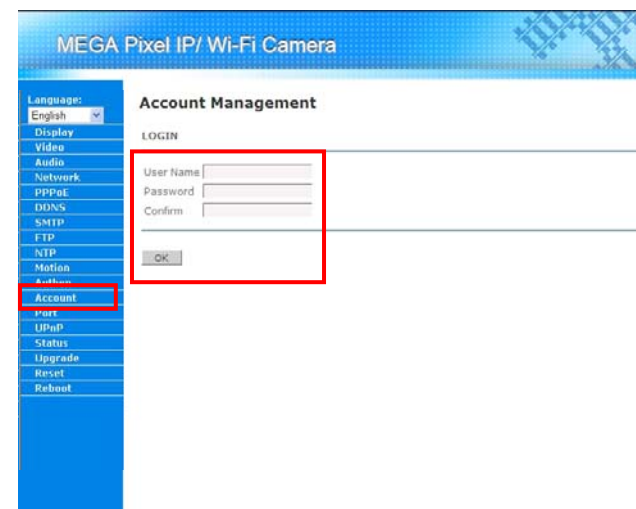 MEGA Pixel IP/ Wi-Fi Camera
Language:
English
Display
Video
Audio
Network
PPPoE
DDNS
SMTP
FTP
NTP
Motion
Account
Port
UPnP
Status
Upgrade
Reset
Reboot
Account Management
LOGIN
User Name
Password
Confirm
OK